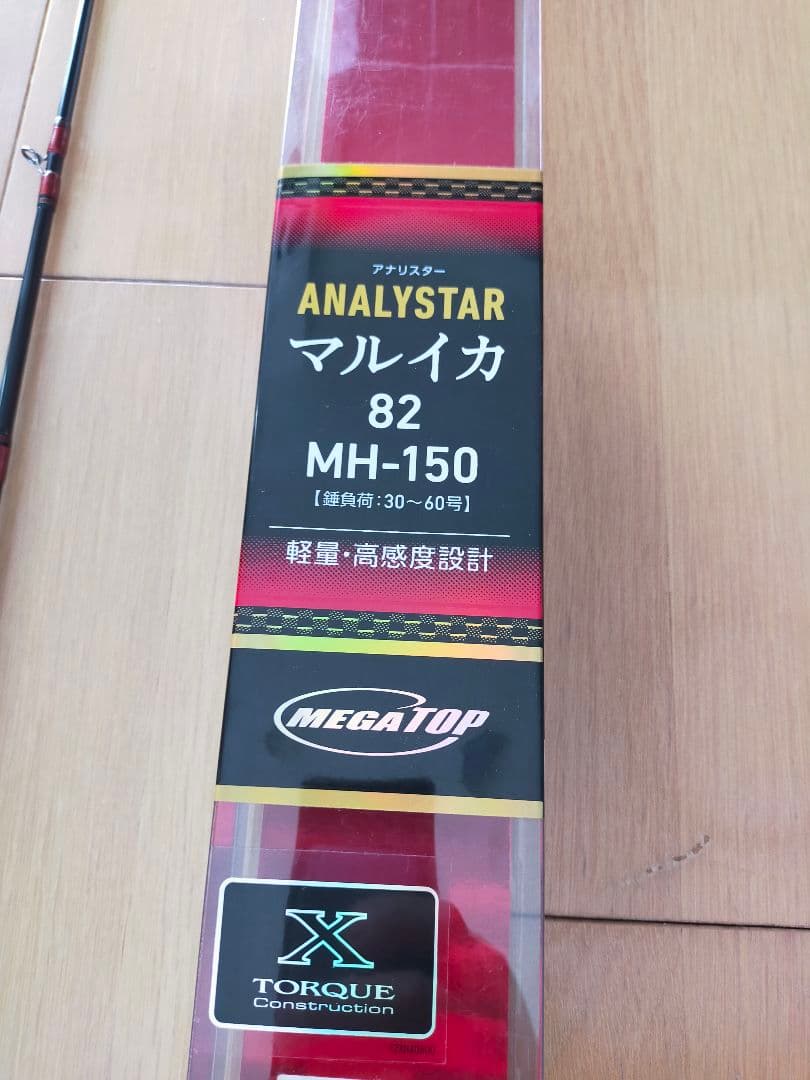 アナリスター
ANALYSTAR
マルイカ
82
MH-150
【錘負荷:30〜60号】
軽量・高感度設計
MEGATOP
X
TORQUE
Construction